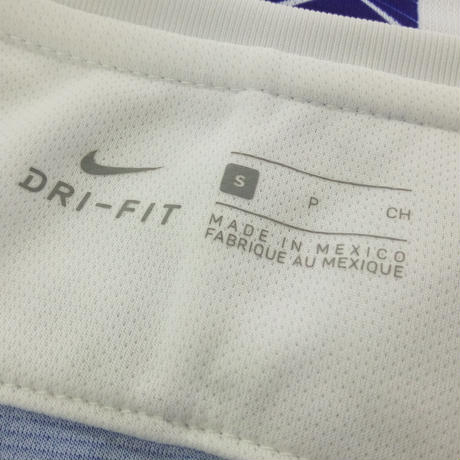 DRI-FIT
S P CH
MADE IN MEXICO
FABRIQUE AU MEXIQUE